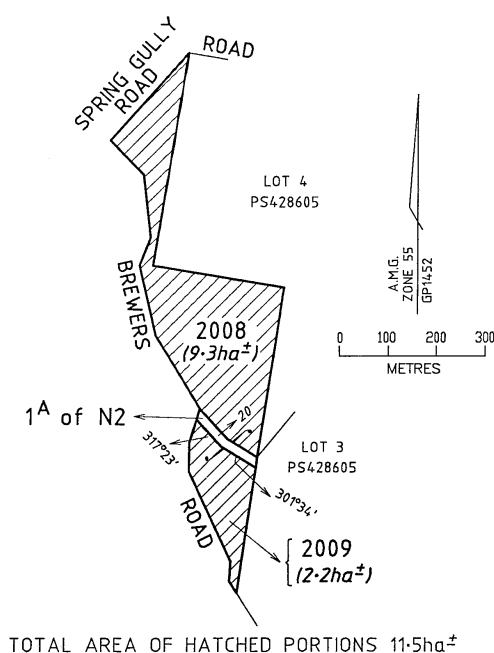 SPRING GULLY
ROAD
ROAD
LOT 4
PS428605
A.M.G.
ZONE 55
GP1452
BREWERS
2008
(9·3ha±)
0 100 200 300
METRES
1ᴬ of N2
20
317°23'
LOT 3
PS428605
301°34'
ROAD
2009
(2·2ha±)
TOTAL AREA OF HATCHED PORTIONS 11·5ha±